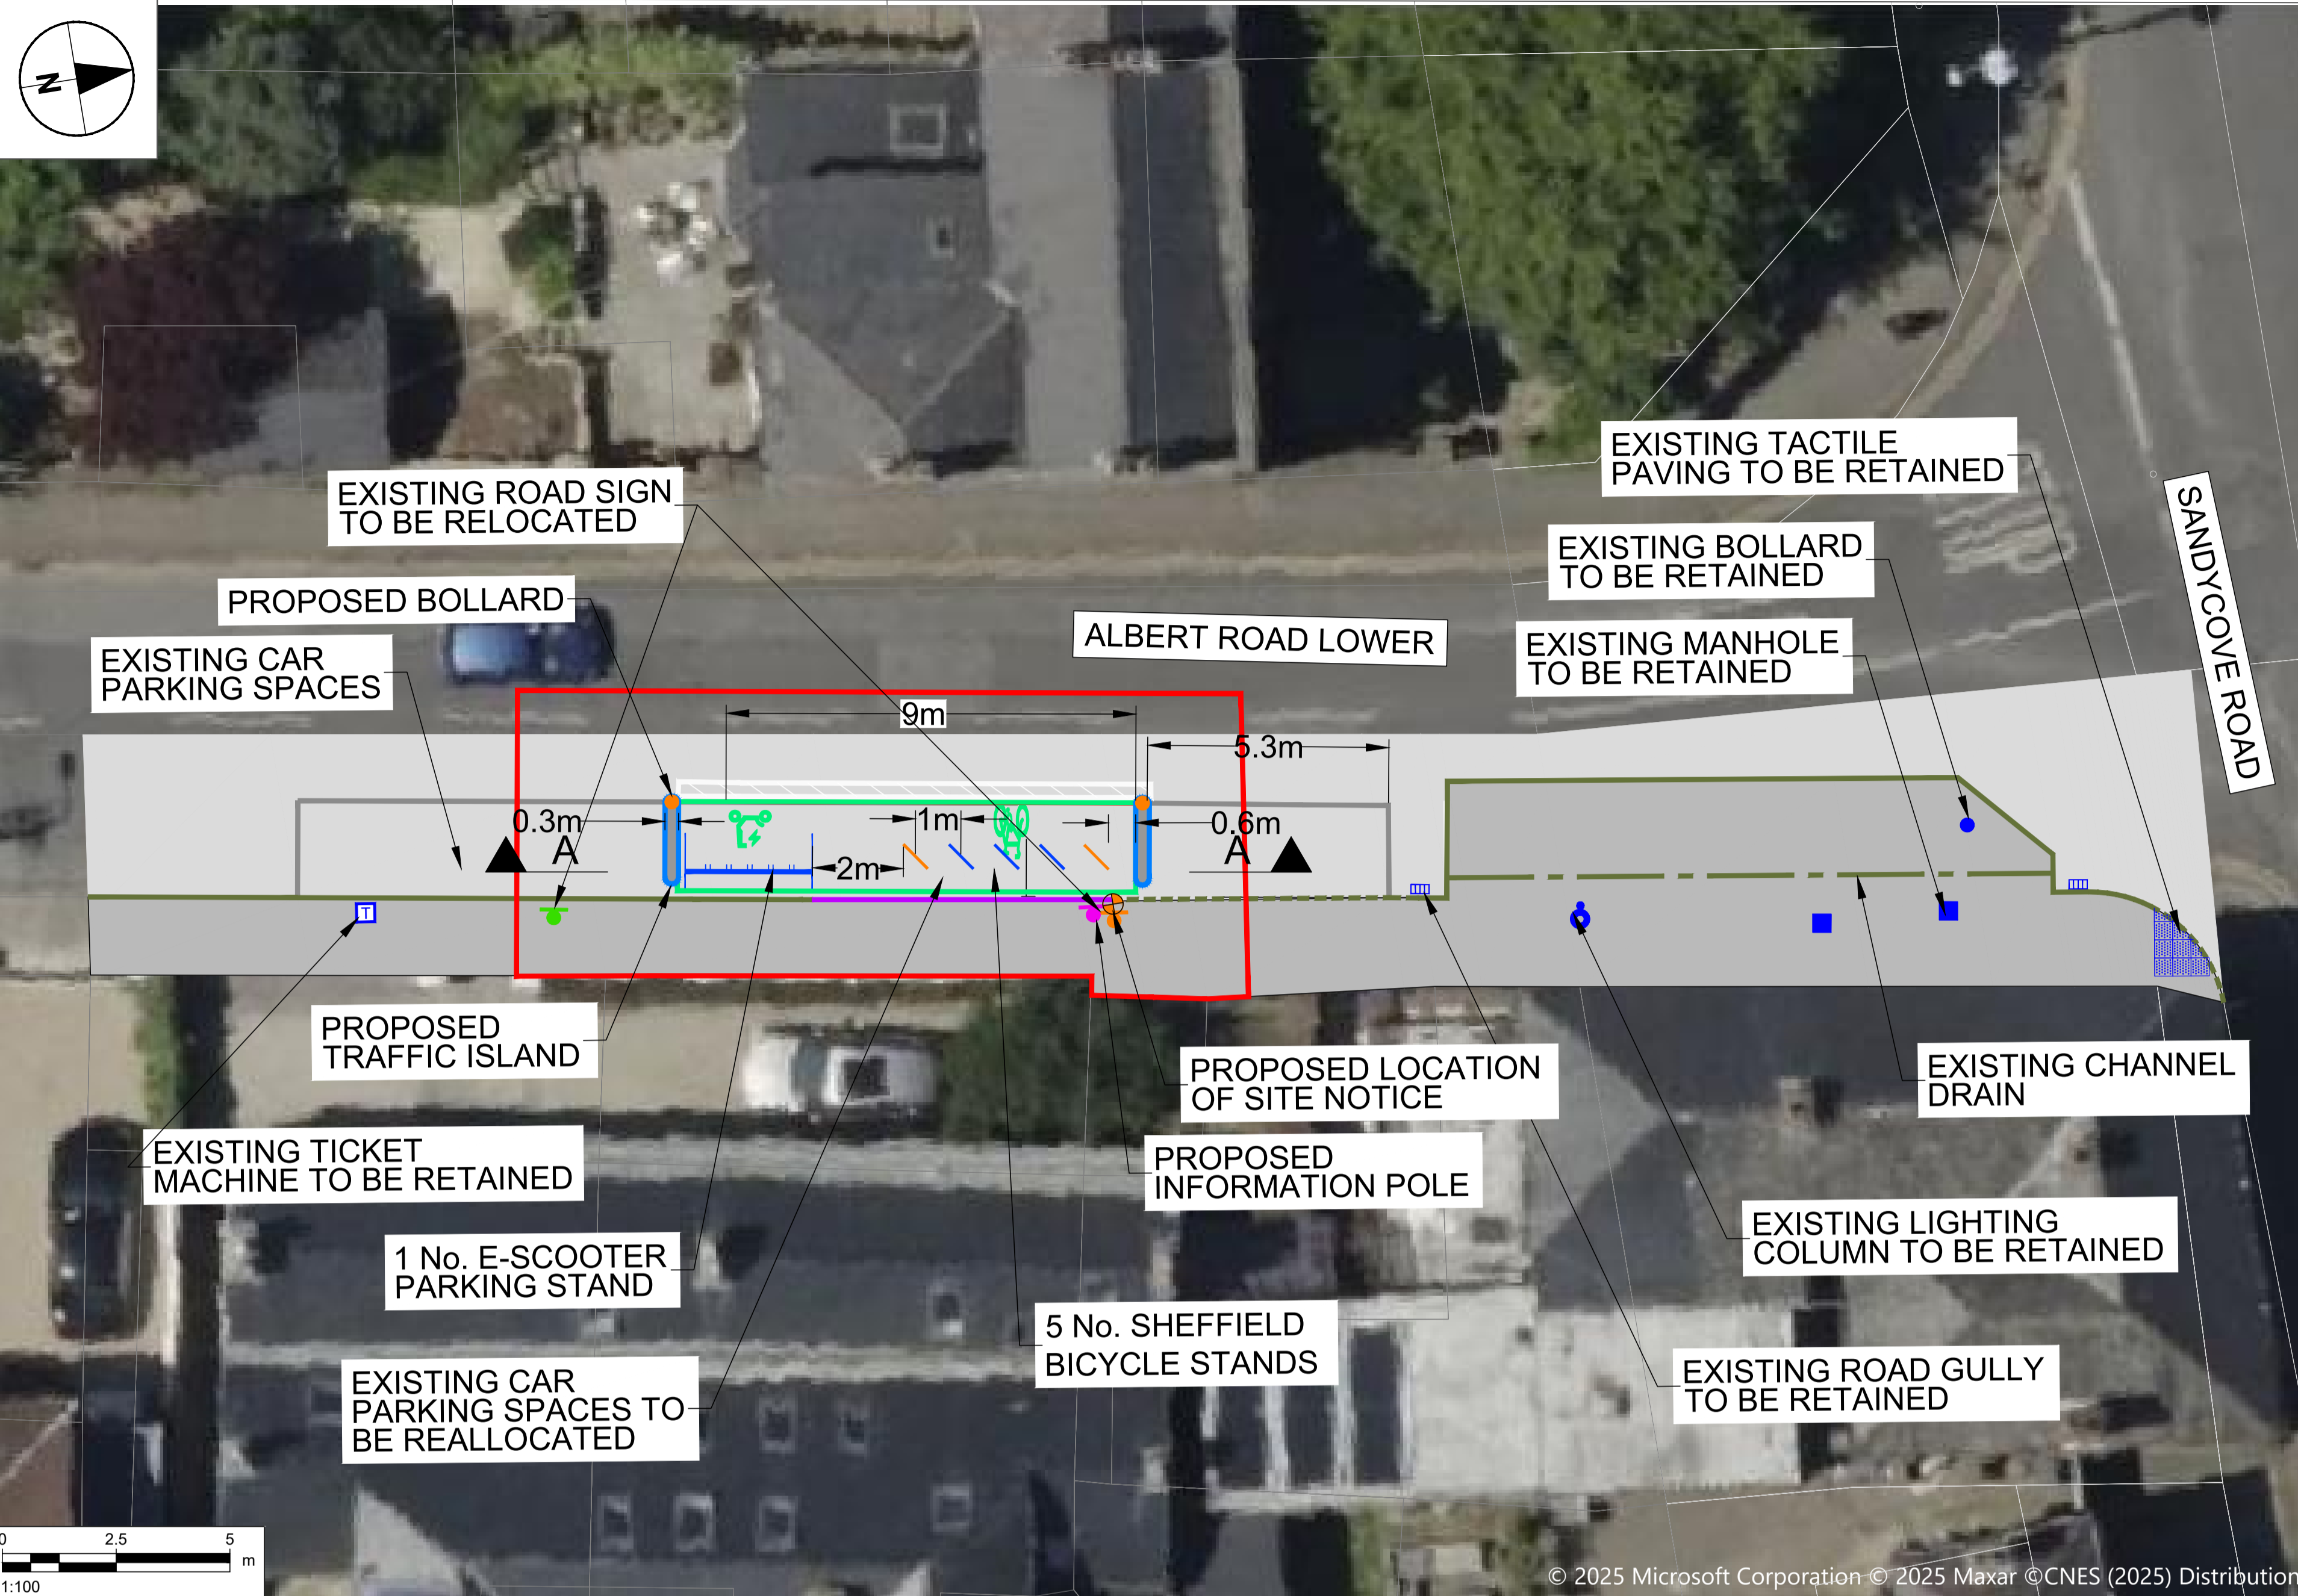 N
EXISTING TACTILE
PAVING TO BE RETAINED
EXISTING ROAD SIGN
TO BE RELOCATED
SANDYCOVE ROAD
EXISTING BOLLARD
TO BE RETAINED
PROPOSED BOLLARD
ALBERT ROAD LOWER
EXISTING MANHOLE
TO BE RETAINED
EXISTING CAR
PARKING SPACES
9m
5.3m
0.3m
1m
0.6m
A
A
2m
T
PROPOSED
TRAFFIC ISLAND
PROPOSED LOCATION
OF SITE NOTICE
EXISTING CHANNEL
DRAIN
EXISTING TICKET
MACHINE TO BE RETAINED
PROPOSED
INFORMATION POLE
EXISTING LIGHTING
COLUMN TO BE RETAINED
1 No. E-SCOOTER
PARKING STAND
5 No. SHEFFIELD
BICYCLE STANDS
EXISTING CAR
PARKING SPACES TO
BE REALLOCATED
EXISTING ROAD GULLY
TO BE RETAINED
0 2.5 5
m
1:100
© 2025 Microsoft Corporation © 2025 Maxar ©CNES (2025) Distribution